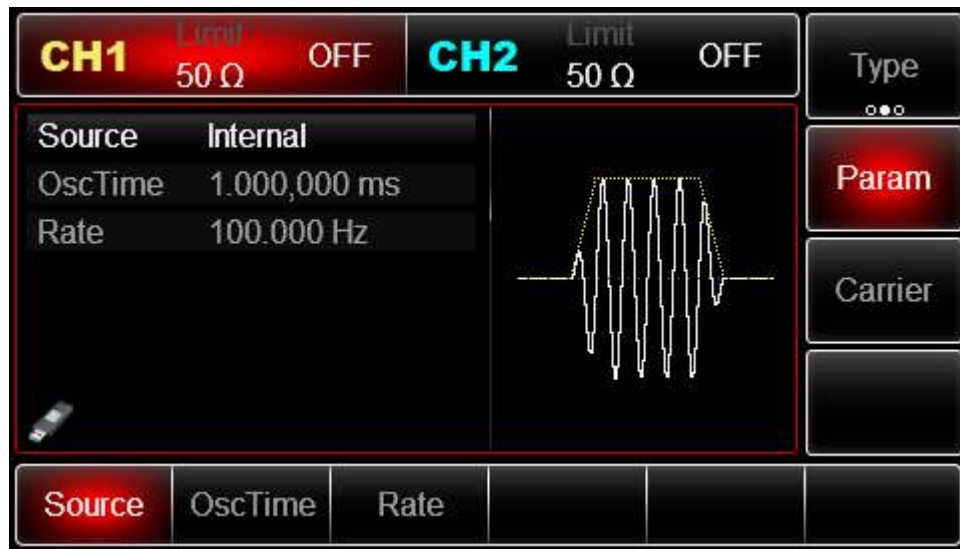 CH1 Limit 50 Ω OFF
CH2 Limit 50 Ω OFF
Type
Source Internal
OscTime 1.000,000 ms
Rate 100.000 Hz
Param
Carrier
Source OscTime Rate